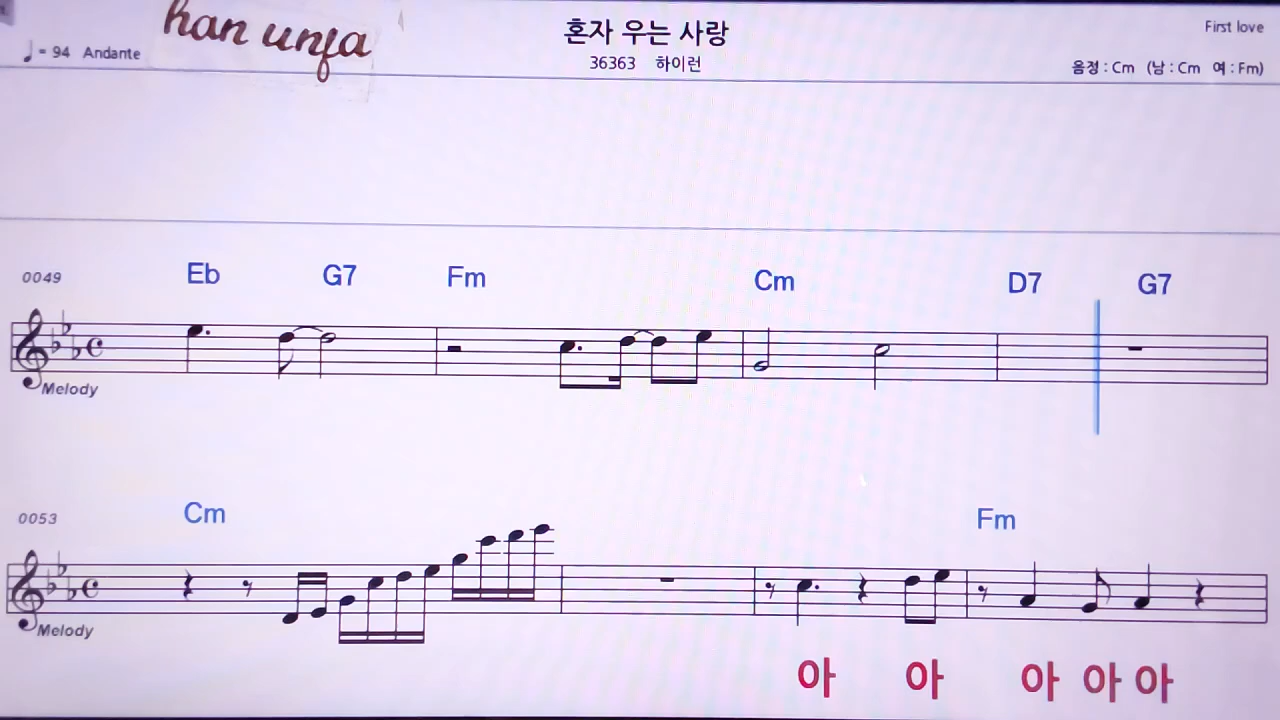 han unja
혼자 우는 사랑
First love
♩= 94 Andante
36363 하이런
음정 : Cm (남 : Cm 여 : Fm)
0049 Eb G7 Fm Cm D7 G7
Melody
0053 Cm Fm
Melody
아 아 아 아 아